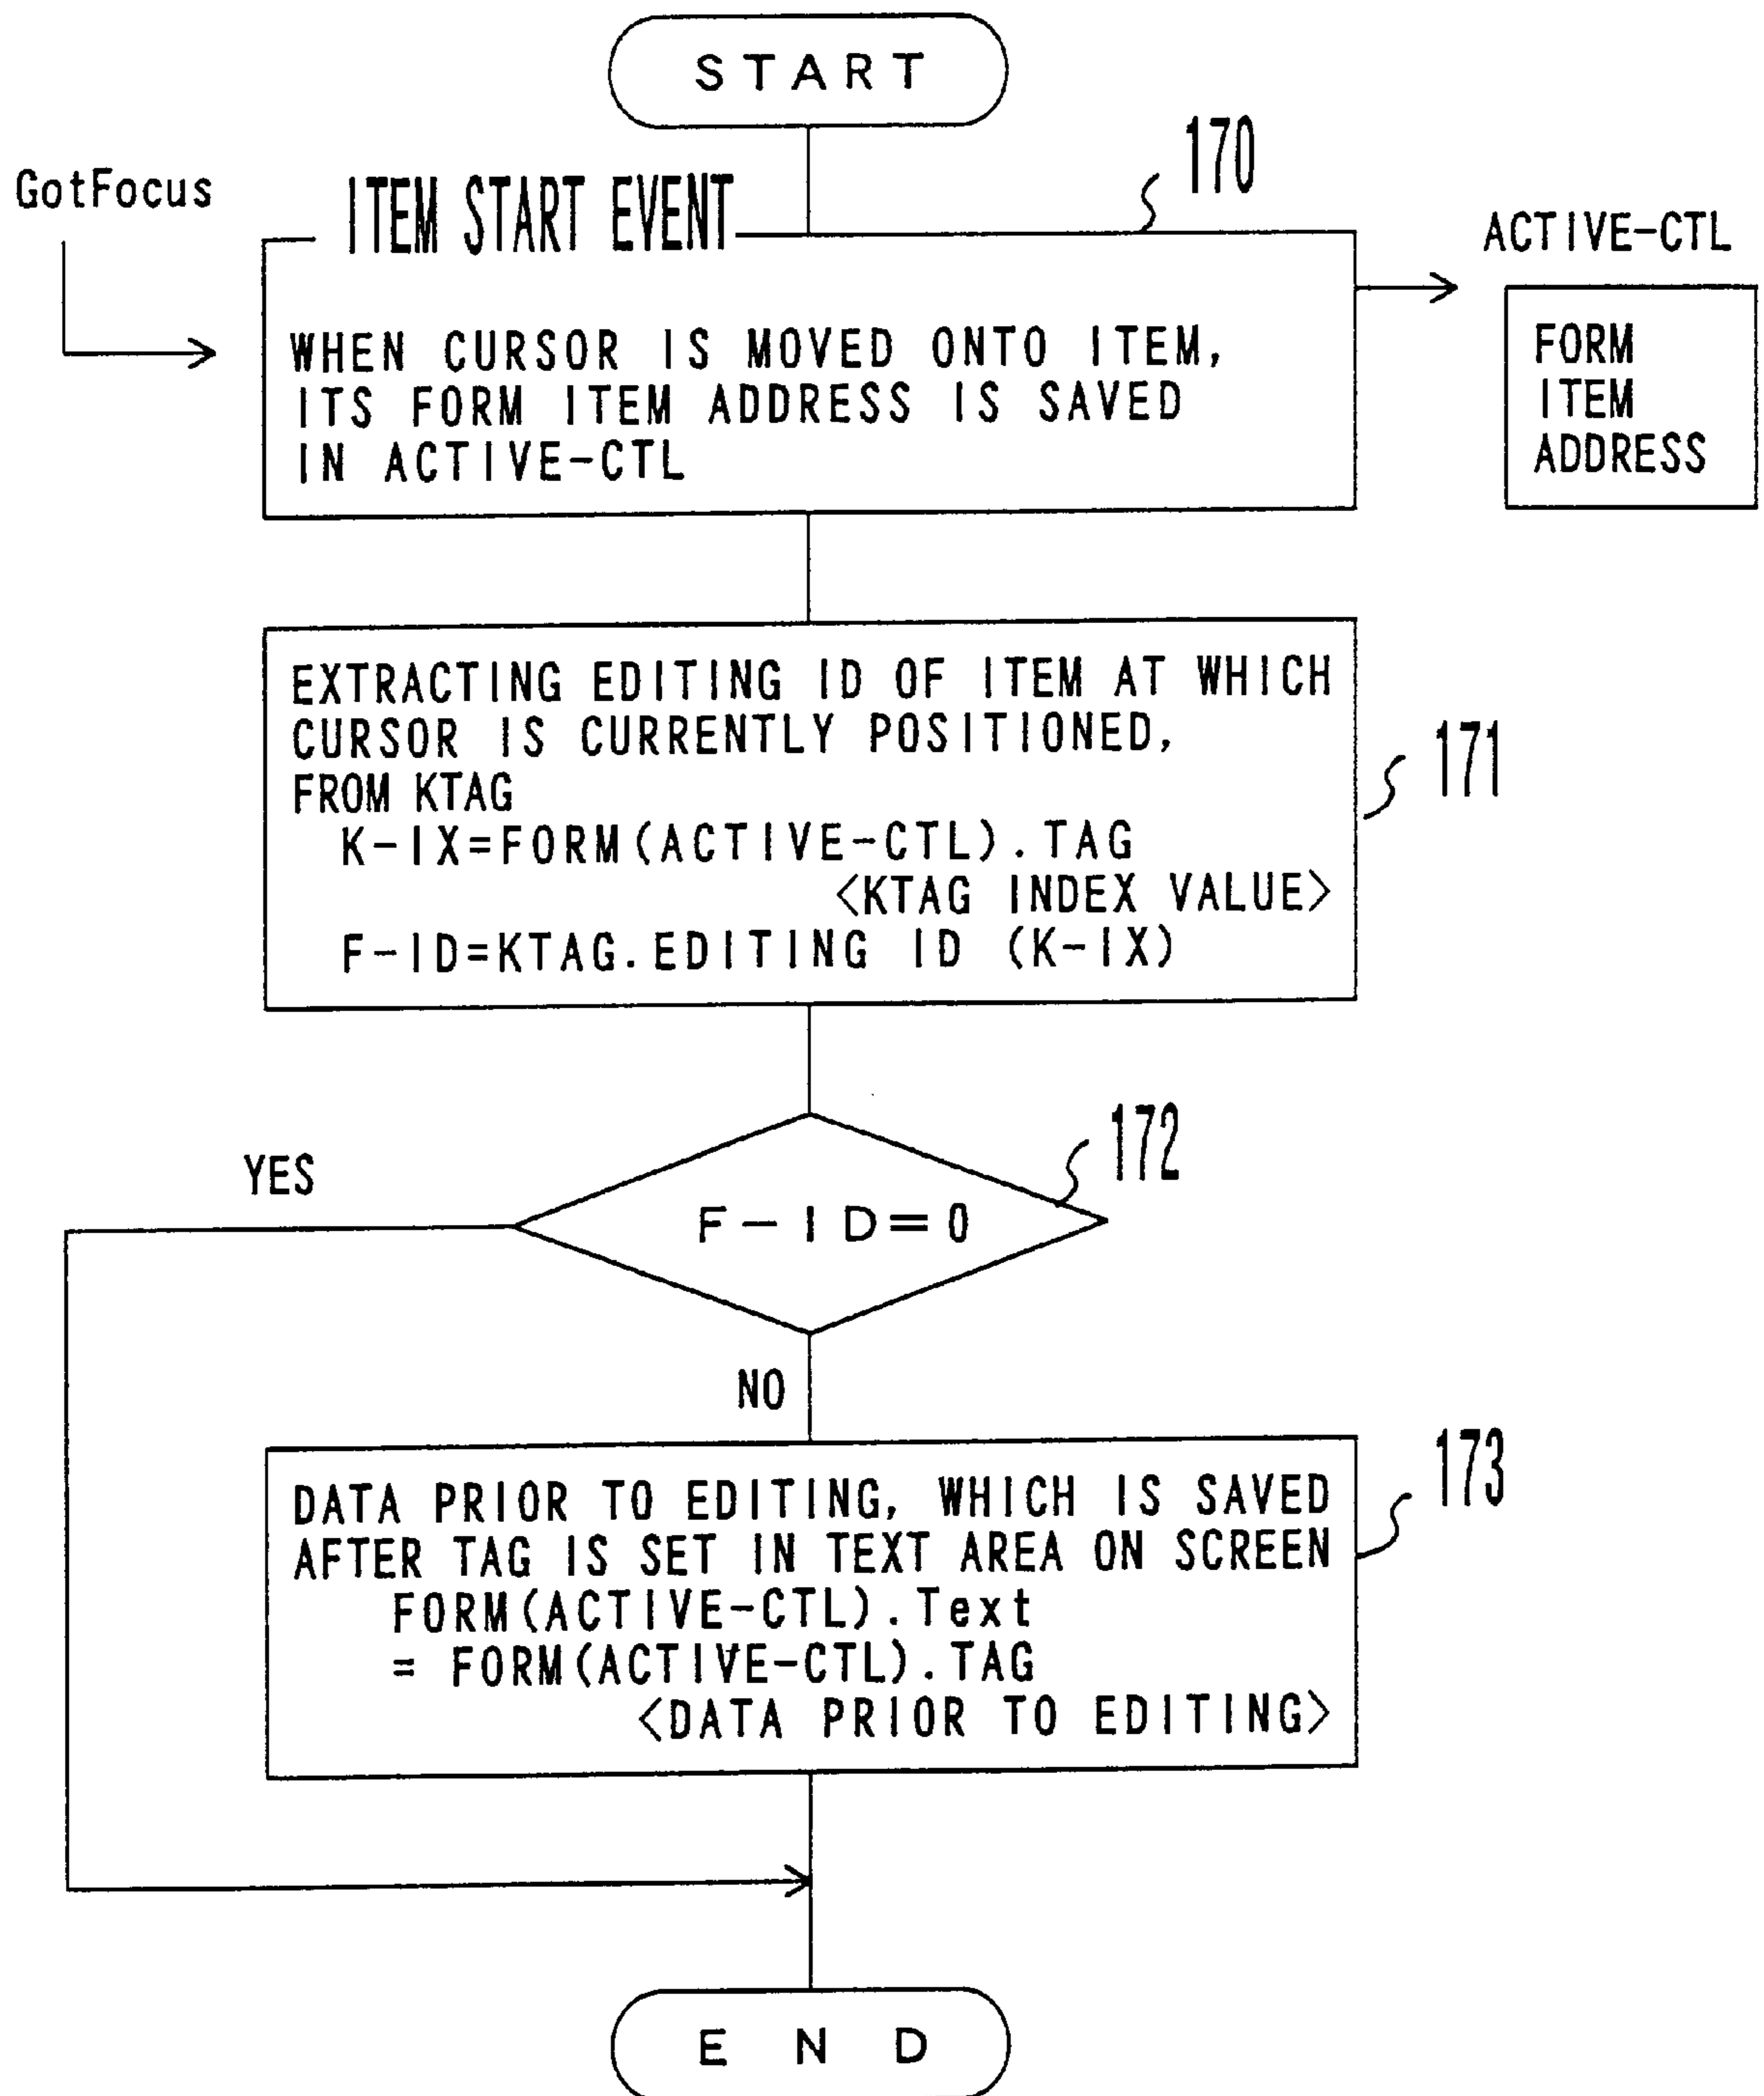 START
170
GotFocus
ITEM START EVENT
WHEN CURSOR IS MOVED ONTO ITEM,
ITS FORM ITEM ADDRESS IS SAVED
IN ACTIVE-CTL
ACTIVE-CTL
FORM
ITEM
ADDRESS
EXTRACTING EDITING ID OF ITEM AT WHICH
CURSOR IS CURRENTLY POSITIONED,
FROM KTAG
K-IX=FORM(ACTIVE-CTL).TAG
<KTAG INDEX VALUE>
F-ID=KTAG.EDITING ID (K-IX)
171
172
YES
F-ID=0
NO
173
DATA PRIOR TO EDITING, WHICH IS SAVED
AFTER TAG IS SET IN TEXT AREA ON SCREEN
FORM(ACTIVE-CTL).Text
= FORM(ACTIVE-CTL).TAG
<DATA PRIOR TO EDITING>
END